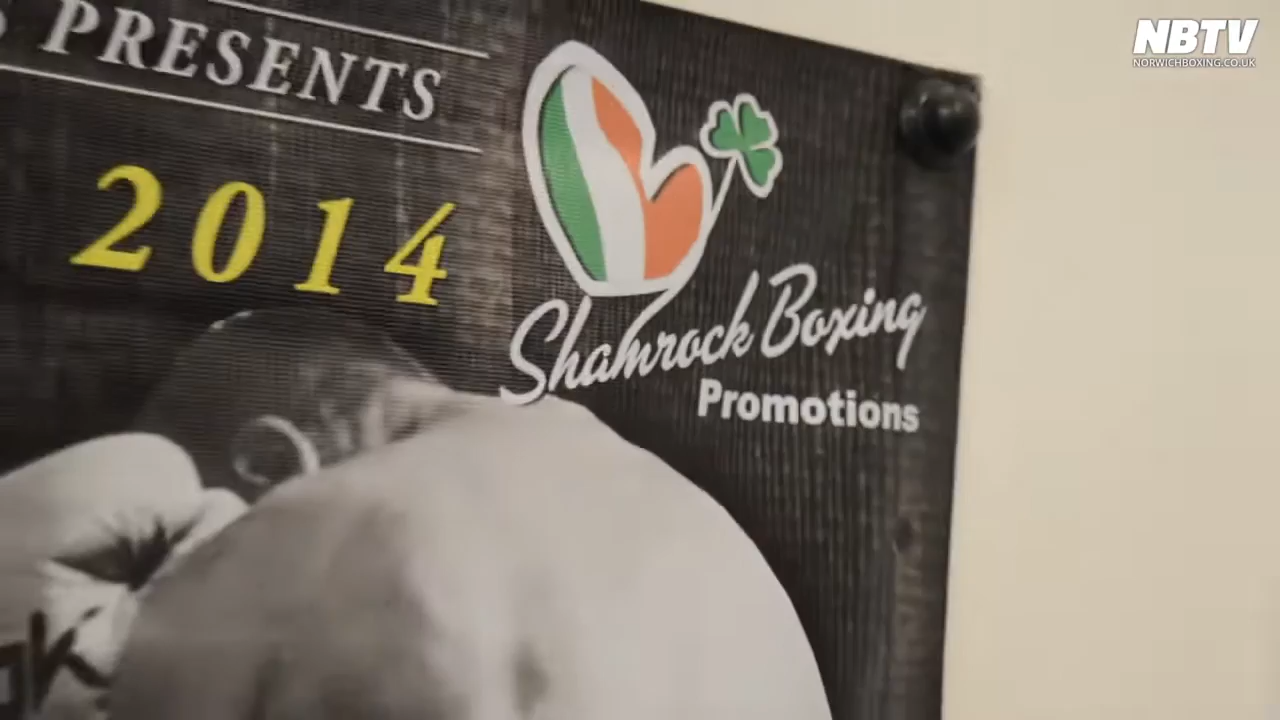 NBTV
NORWICHBOXING.CO.UK
PRESENTS
2014
Shamrock Boxing
Promotions